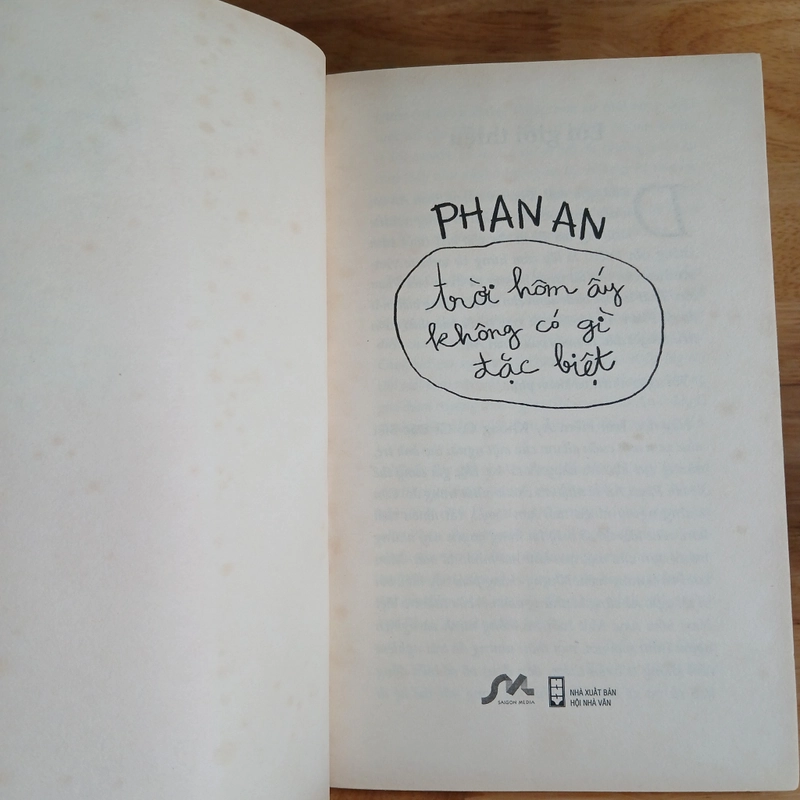 PHAN AN
trời hôm ấy
không có gì
đặc biệt
SAIGON MEDIA
NHÀ XUẤT BẢN
HỘI NHÀ VĂN